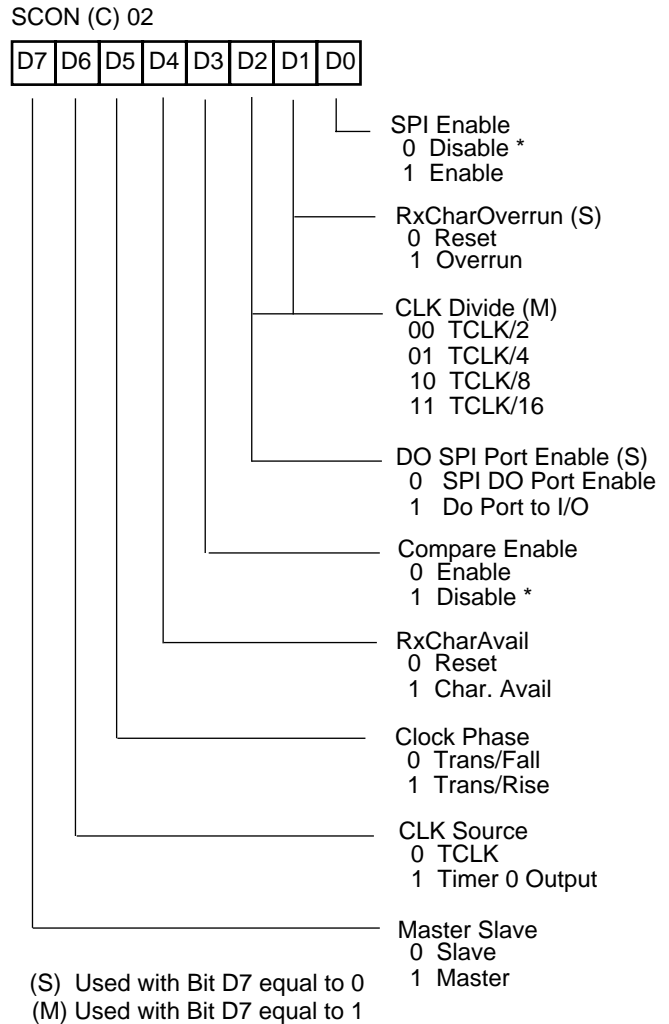 SCON (C) 02
D7 D6 D5 D4 D3 D2 D1 D0
SPI Enable
0 Disable *
1 Enable
RxCharOverrun (S)
0 Reset
1 Overrun
CLK Divide (M)
00 TCLK/2
01 TCLK/4
10 TCLK/8
11 TCLK/16
DO SPI Port Enable (S)
0 SPI DO Port Enable
1 Do Port to I/O
Compare Enable
0 Enable
1 Disable *
RxCharAvail
0 Reset
1 Char. Avail
Clock Phase
0 Trans/Fall
1 Trans/Rise
CLK Source
0 TCLK
1 Timer 0 Output
Master Slave
0 Slave
1 Master
(S) Used with Bit D7 equal to 0
(M) Used with Bit D7 equal to 1